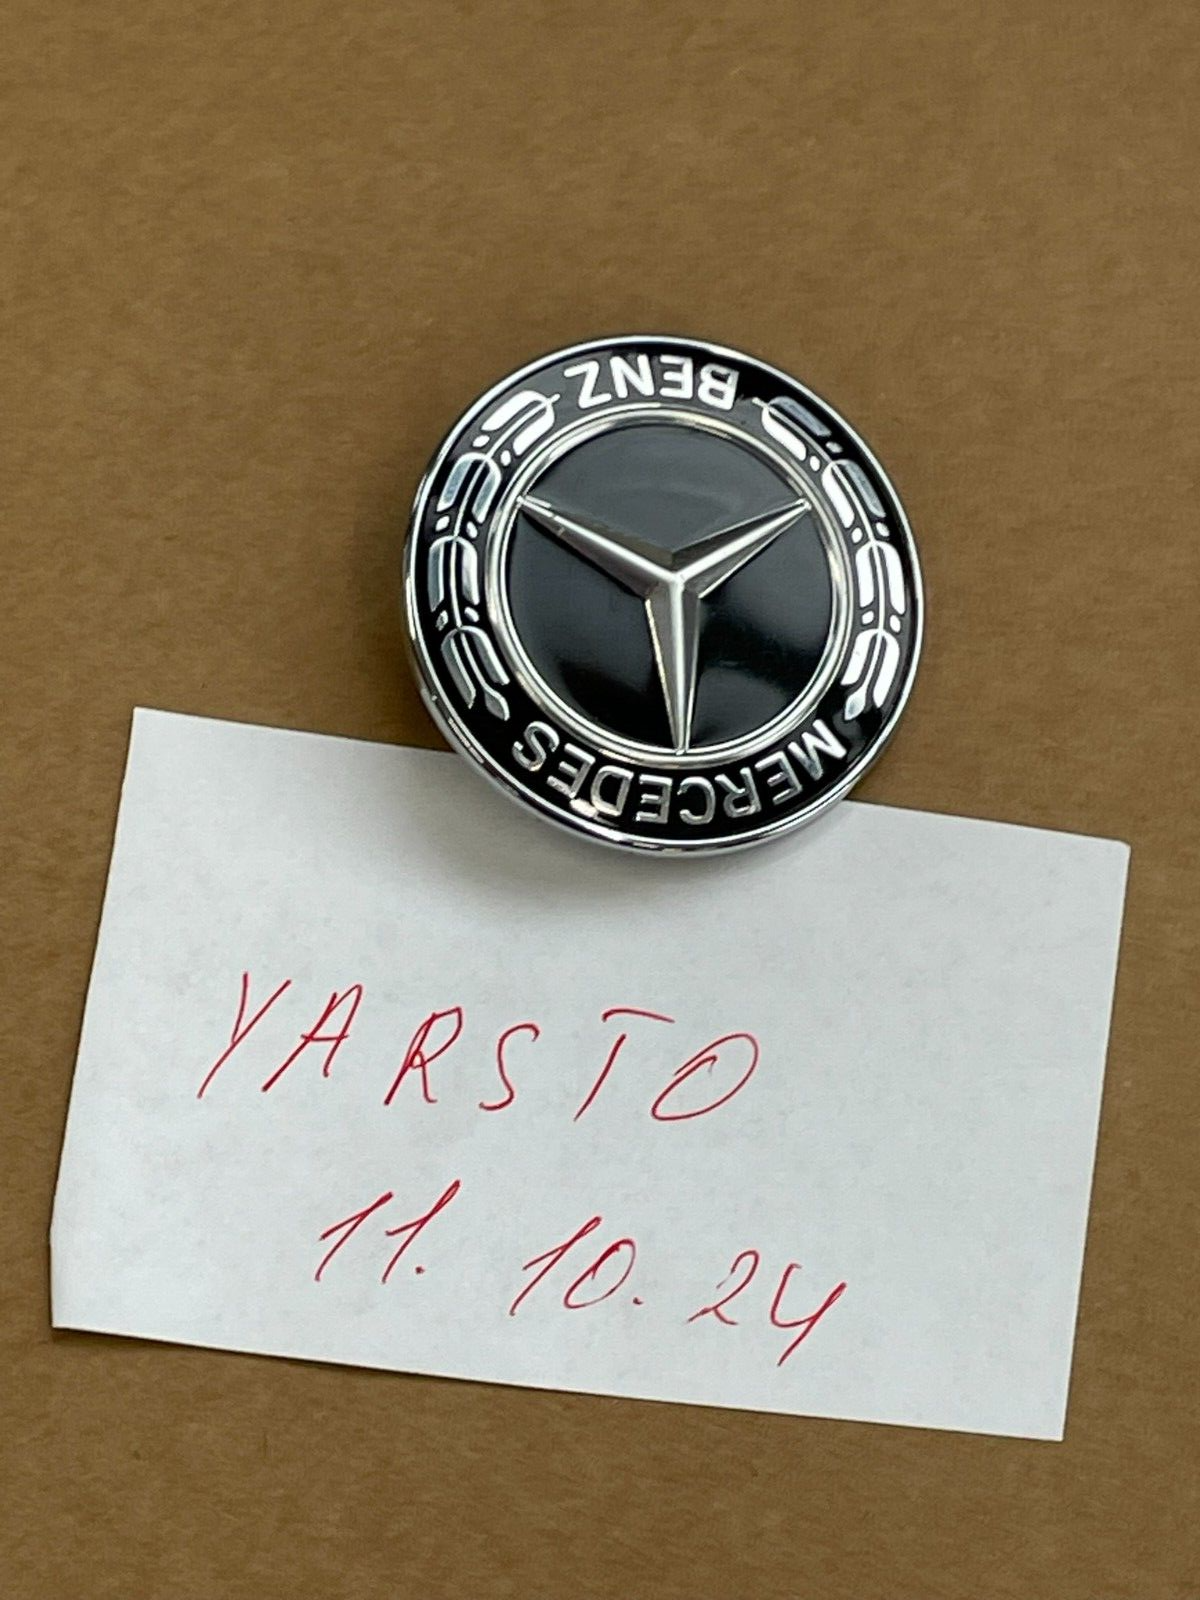 BENZ
MERCEDES
YARSTO
11. 10. 24